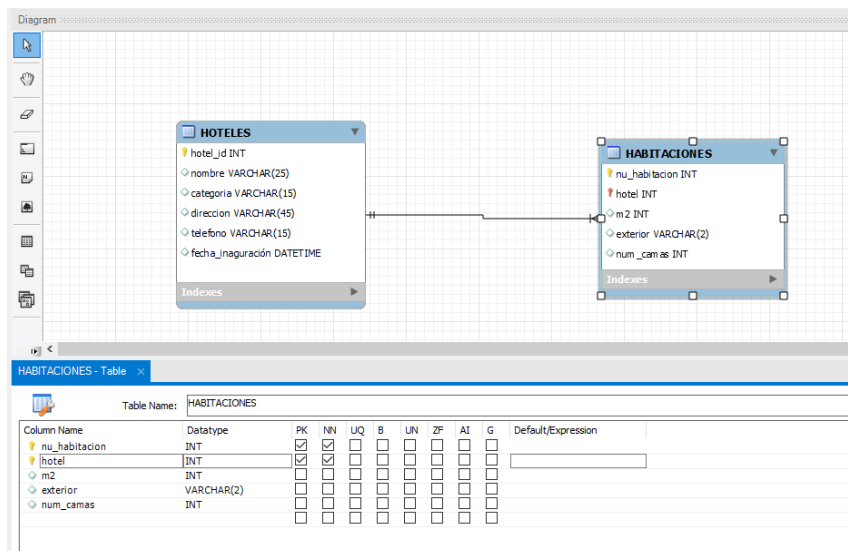 Diagram
HOTELES
hotel_id INT
nombre VARCHAR(25)
categoria VARCHAR(15)
direccion VARCHAR(45)
telefono VARCHAR(15)
fecha_inaguración DATETIME
Indexes
HABITACIONES
nu_habitacion INT
hotel INT
m2 INT
exterior VARCHAR(2)
num_camas INT
Indexes
HABITACIONES - Table ×
Table Name: HABITACIONES
Column Name Datatype PK NN UQ B UN ZF AI G Default/Expression
nu_habitacion INT
hotel INT
m2 INT
exterior VARCHAR(2)
num_camas INT